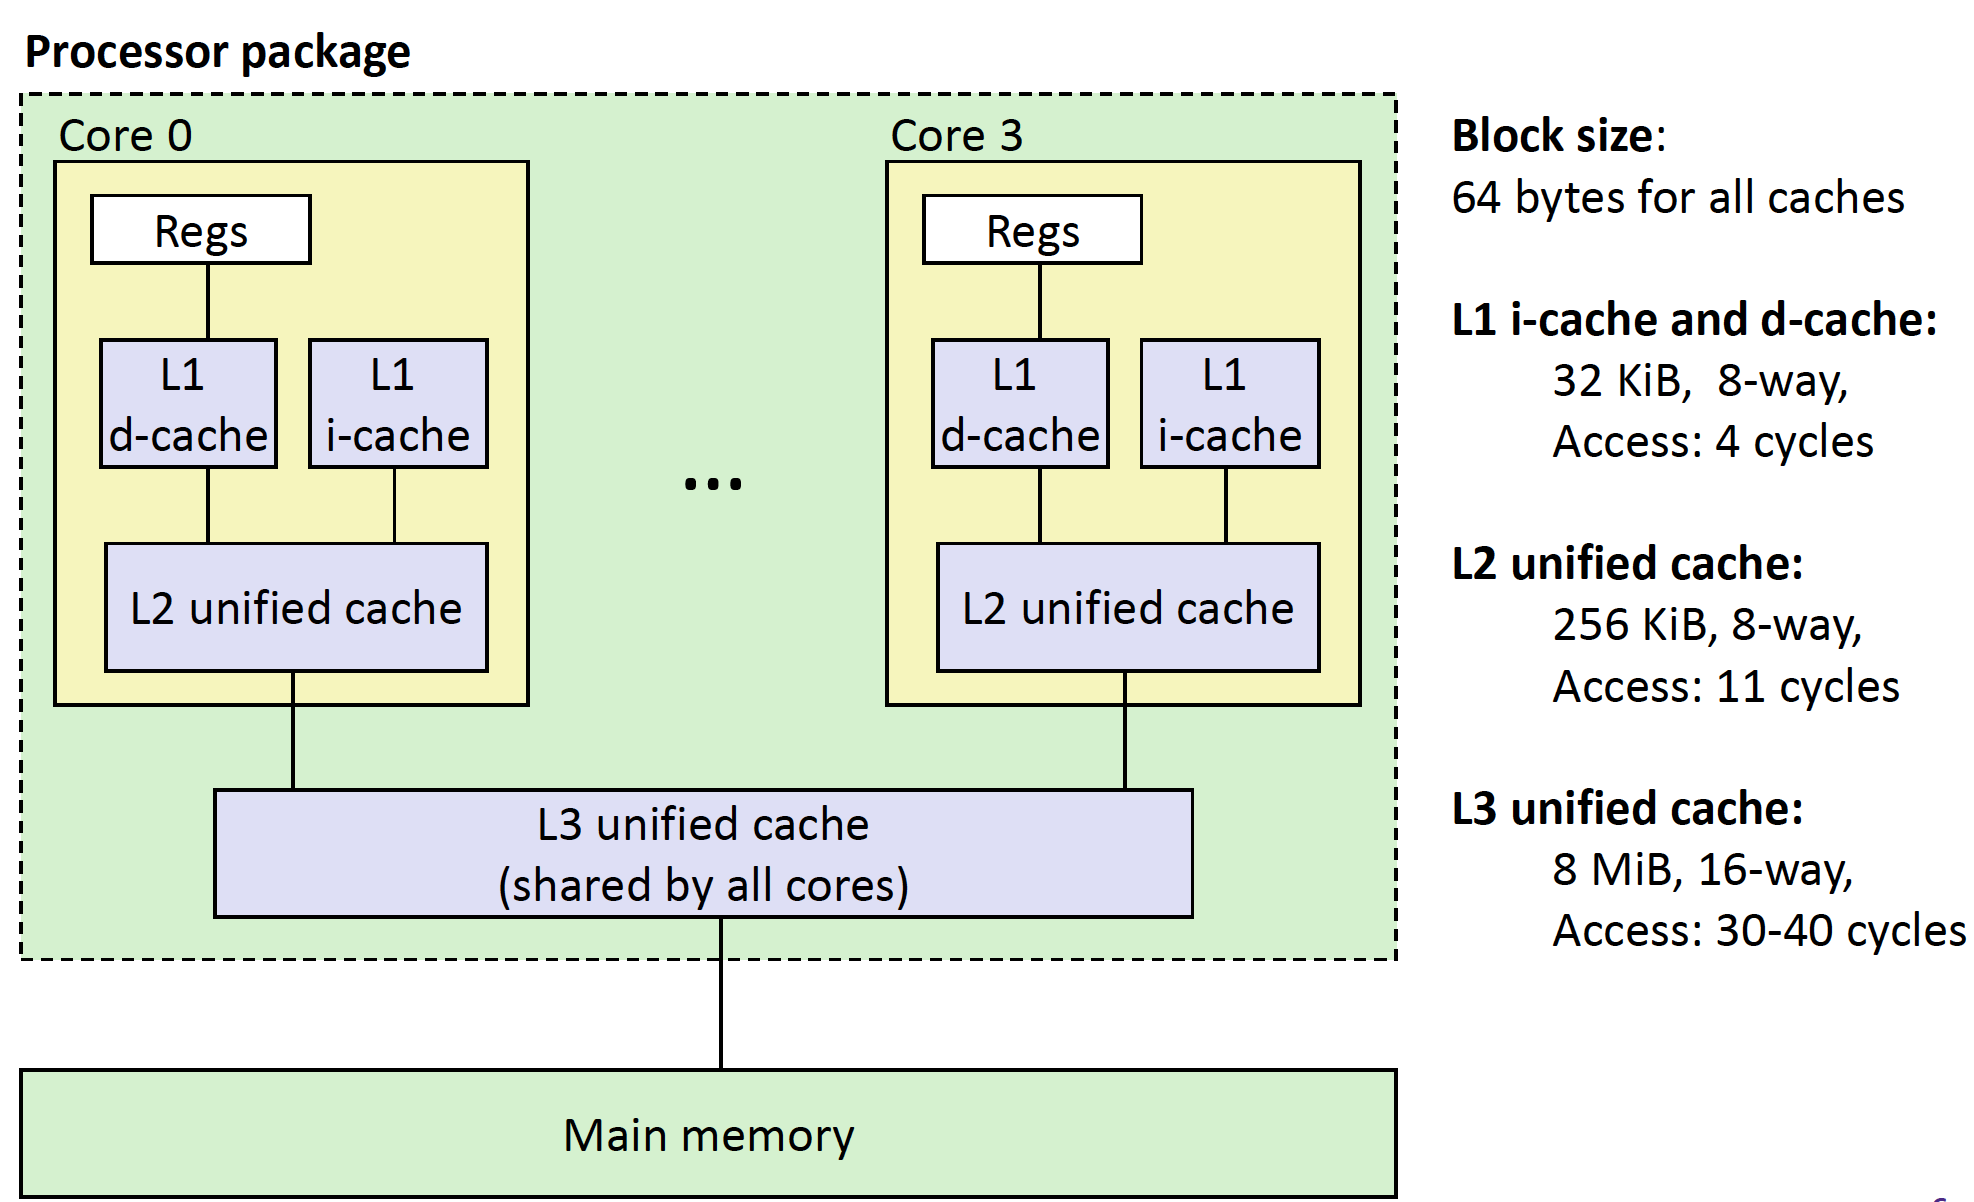 Processor package
Core 0
Regs
L1
d-cache
L1
i-cache
L2 unified cache
...
Core 3
Regs
L1
d-cache
L1
i-cache
L2 unified cache
L3 unified cache
(shared by all cores)
Main memory
Block size:
64 bytes for all caches
L1 i-cache and d-cache:
32 KiB, 8-way,
Access: 4 cycles
L2 unified cache:
256 KiB, 8-way,
Access: 11 cycles
L3 unified cache:
8 MiB, 16-way,
Access: 30-40 cycles